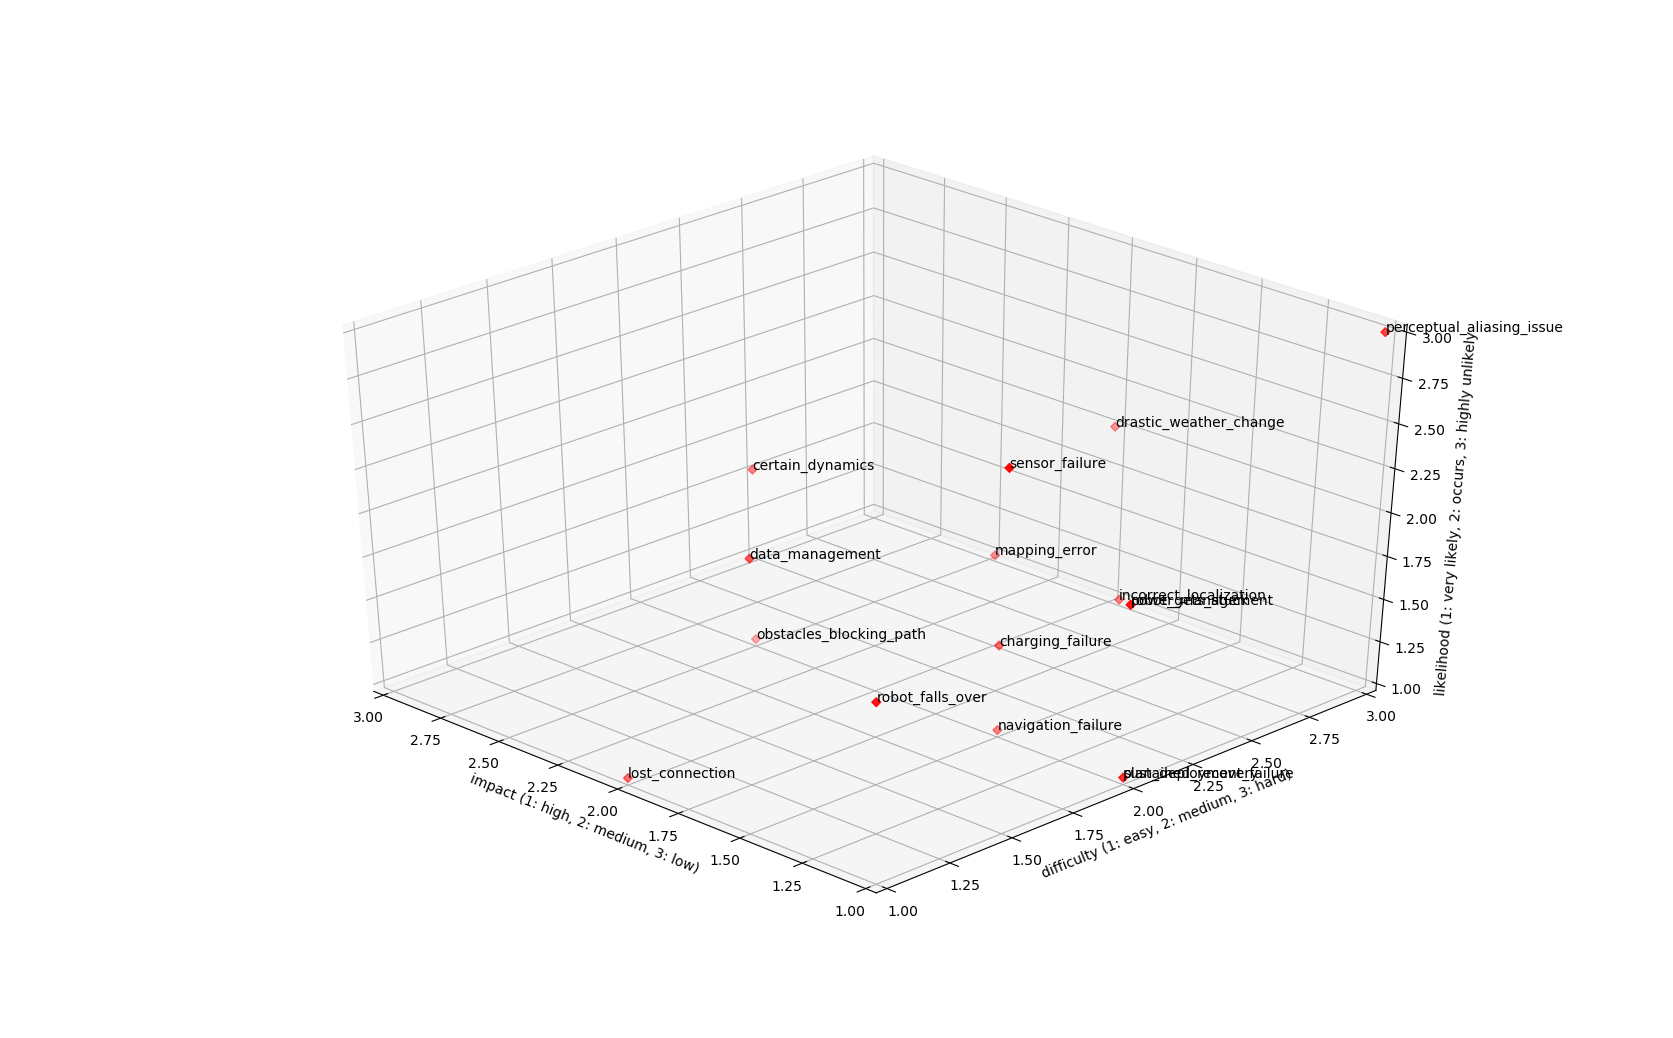 perceptual_aliasing_issue
drastic_weather_change
sensor_failure
certain_dynamics
mapping_error
data_management
incorrect_localization
obstacles_blocking_path
charging_failure
robot_falls_over
navigation_failure
lost_connection
3.00
2.75
2.50
2.25
2.00
1.75
1.50
1.25
1.00
likelihood (1: very likely, 2: occurs, 3: highly unlikely
3.00
2.75
2.50
2.25
2.00
1.75
1.50
1.25
1.00
impact (1: high, 2: medium, 3: low)
1.00
1.25
1.50
1.75
2.00
2.25
2.50
2.75
3.00
difficulty (1: easy, 2: medium, 3: hard)